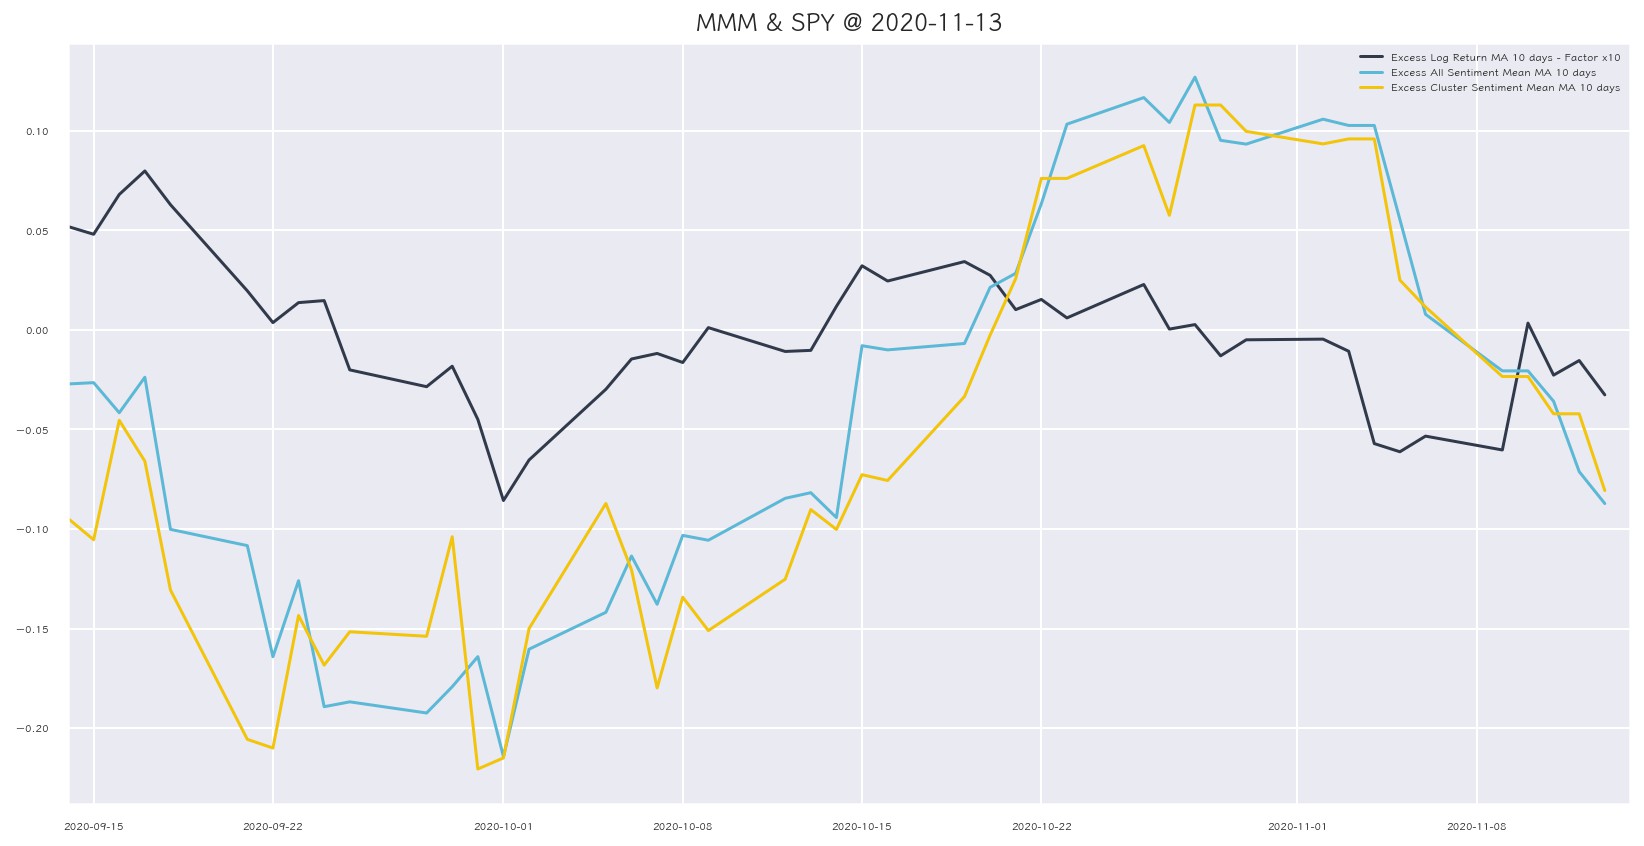 MMM & SPY @ 2020-11-13
Excess Log Return MA 10 days - Factor x10
Excess All Sentiment Mean MA 10 days
Excess Cluster Sentiment Mean MA 10 days
0.10
0.05
0.00
−0.05
−0.10
−0.15
−0.20
2020-09-15 2020-09-22 2020-10-01 2020-10-08 2020-10-15 2020-10-22 2020-11-01 2020-11-08